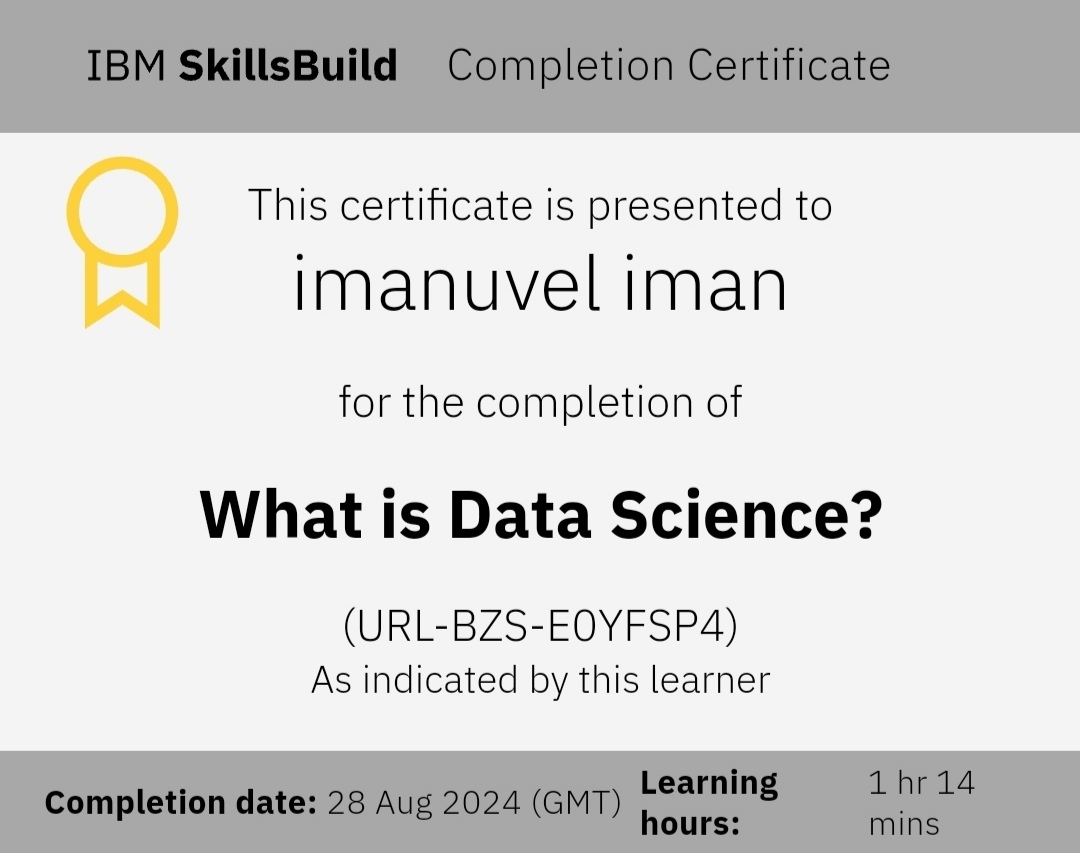 IBM SkillsBuild Completion Certificate
This certificate is presented to
imanuvel iman
for the completion of
What is Data Science?
(URL-BZS-E0YFSP4)
As indicated by this learner
Completion date: 28 Aug 2024 (GMT)
Learning
hours:
1 hr 14
mins